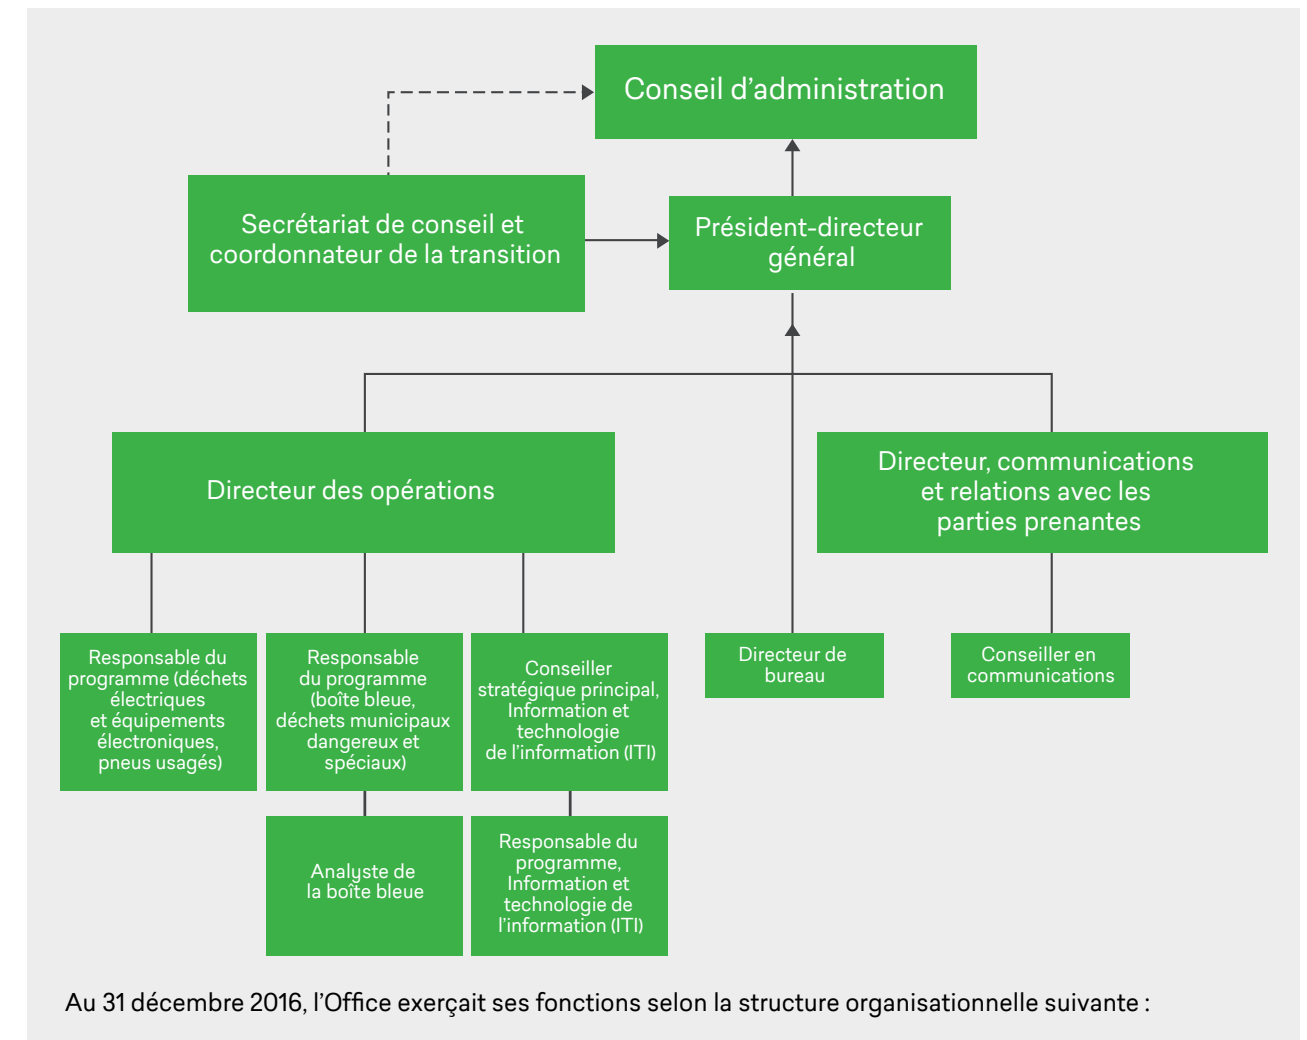 Conseil d’administration
Secrétariat de conseil et
coordonnateur de la transition
Président-directeur
général
Directeur des opérations
Directeur, communications
et relations avec les
parties prenantes
Responsable du
programme (déchets
électriques
et équipements
électroniques,
pneus usagés)
Responsable
du programme
(boîte bleue,
déchets municipaux
dangereux et
spéciaux)
Conseiller
stratégique principal,
Information et
technologie
de l’information (ITI)
Directeur de
bureau
Conseiller en
communications
Analyste de
la boîte bleue
Responsable du
programme,
Information et
technologie de
l’information (ITI)
Au 31 décembre 2016, l’Office exerçait ses fonctions selon la structure organisationnelle suivante :